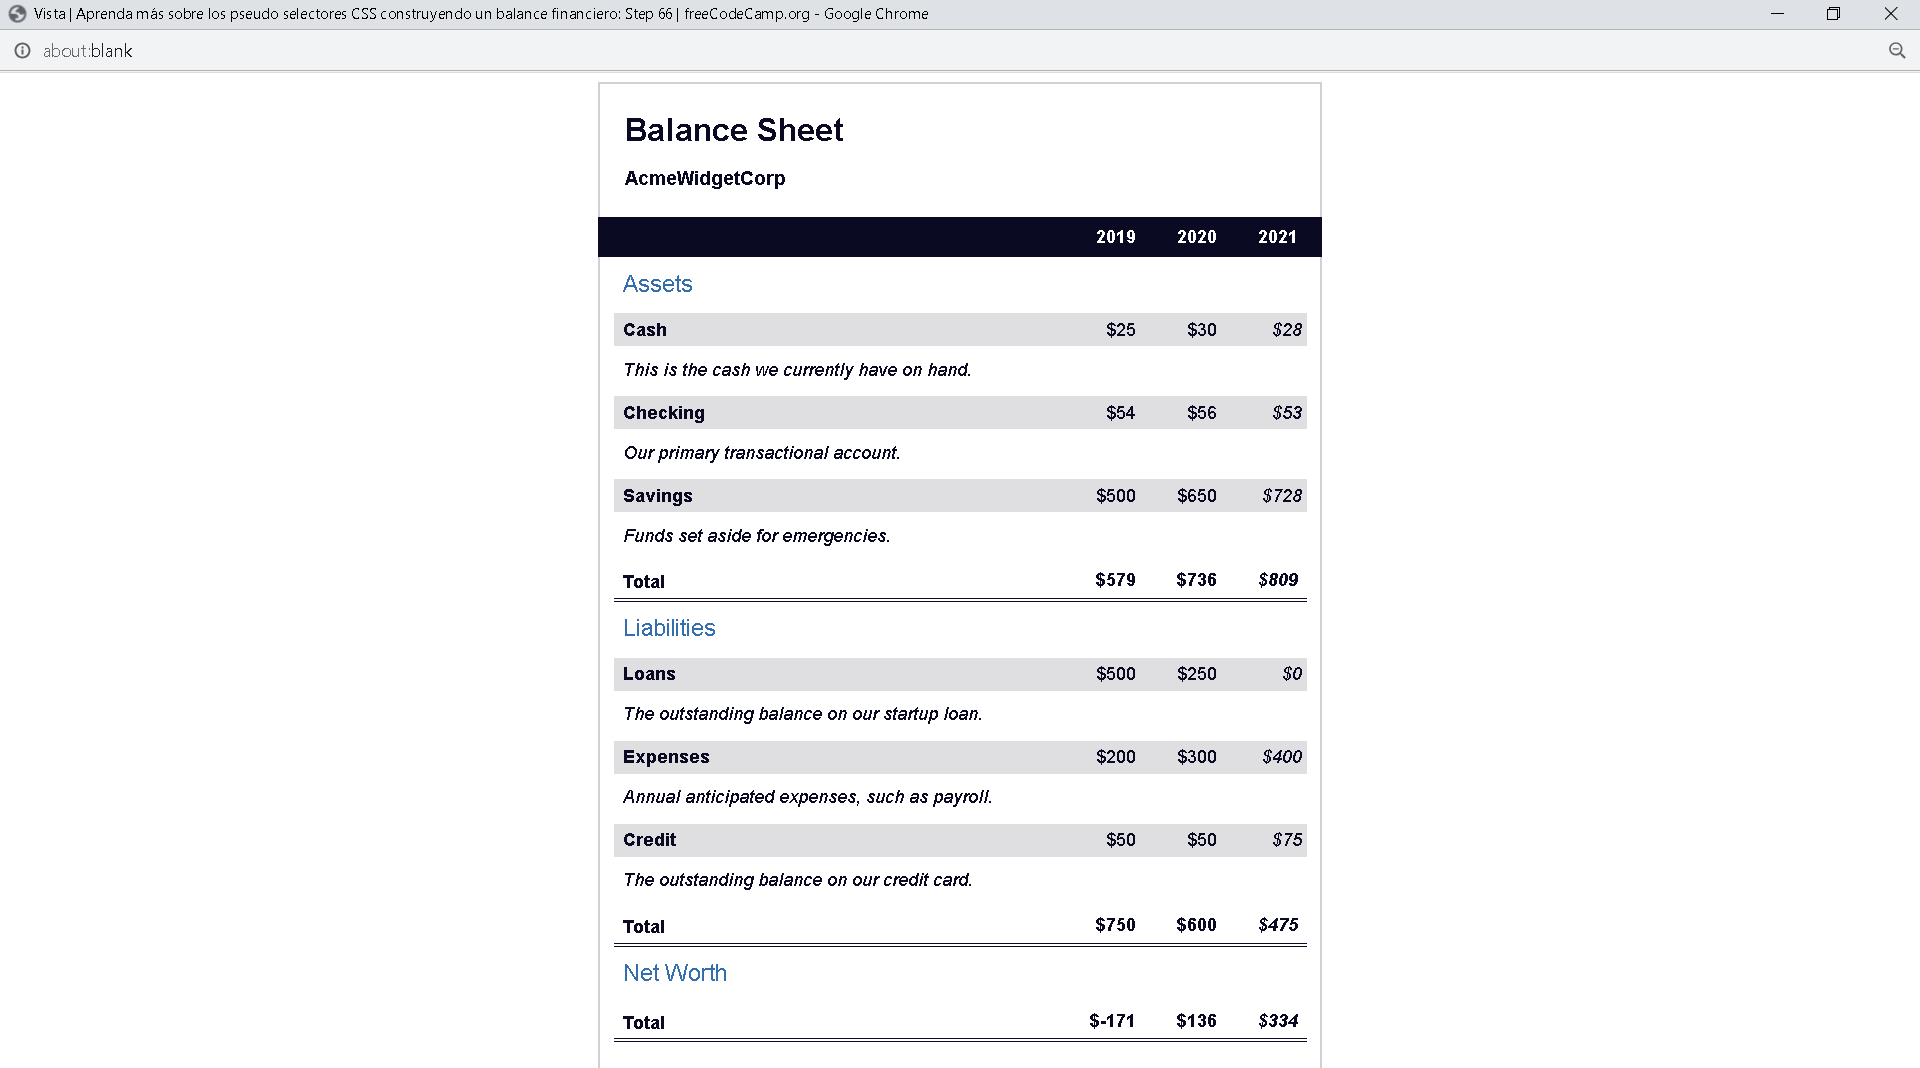 Vista | Aprenda más sobre los pseudo selectores CSS construyendo un balance financiero: Step 66 | freeCodeCamp.org - Google Chrome
about:blank
Balance Sheet
AcmeWidgetCorp
2019 2020 2021
Assets
Cash $25 $30 $28
This is the cash we currently have on hand.
Checking $54 $56 $53
Our primary transactional account.
Savings $500 $650 $728
Funds set aside for emergencies.
Total $579 $736 $809
Liabilities
Loans $500 $250 $0
The outstanding balance on our startup loan.
Expenses $200 $300 $400
Annual anticipated expenses, such as payroll.
Credit $50 $50 $75
The outstanding balance on our credit card.
Total $750 $600 $475
Net Worth
Total $-171 $136 $334